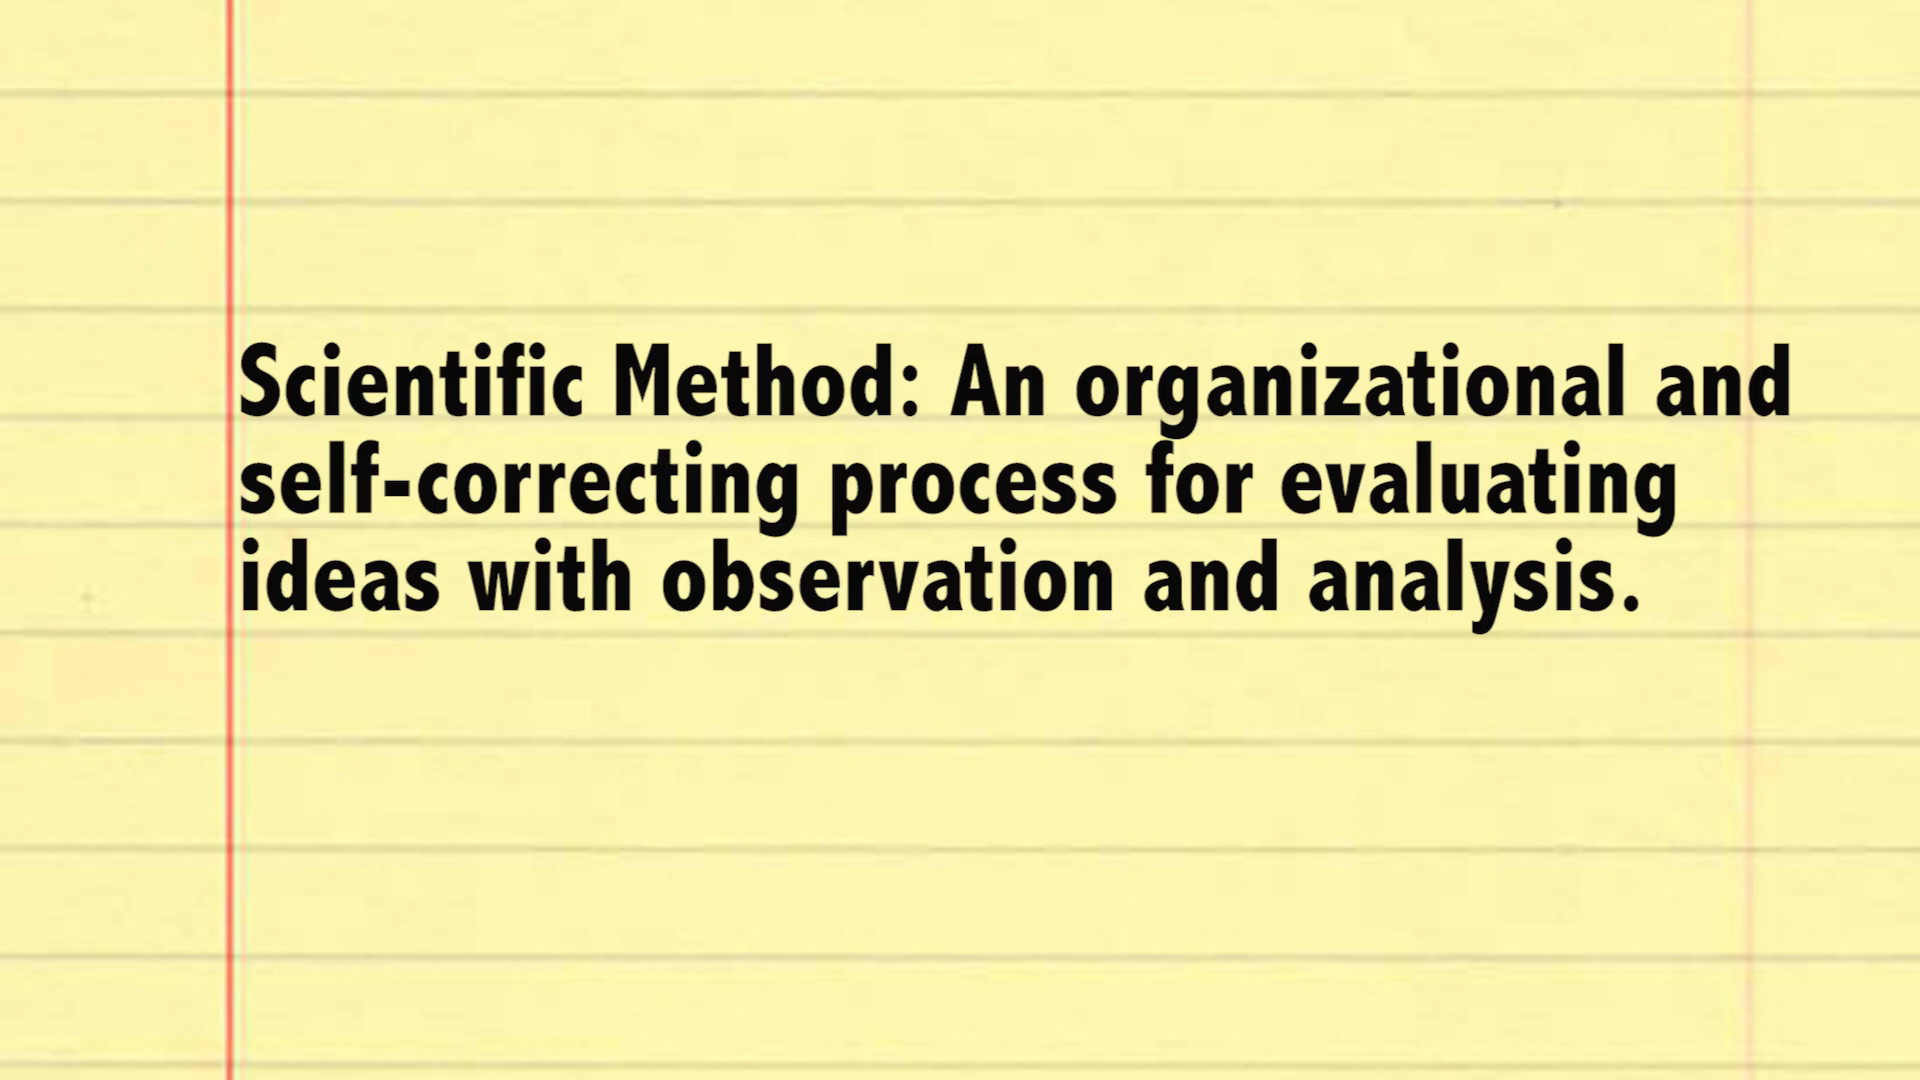 Scientific Method: An organizational and
self-correcting process for evaluating
ideas with observation and analysis.